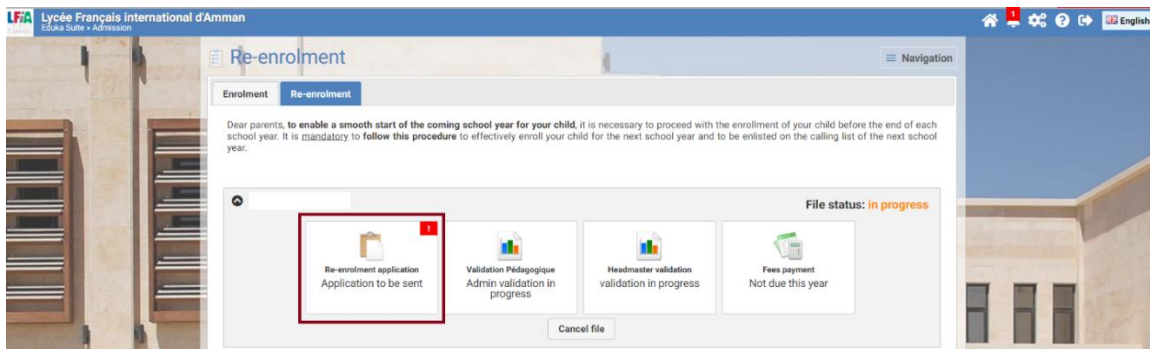 LFiA Lycée Français international d'Amman
Eduka Suite • Admission
1
English
Re-enrolment
Navigation
Enrolment Re-enrolment
Dear parents, to enable a smooth start of the coming school year for your child, it is necessary to proceed with the enrollment of your child before the end of each
school year. It is mandatory to follow this procedure to effectively enroll your child for the next school year and to be enlisted on the calling list of the next school
year.
File status: in progress
!
Re-enrolment application
Application to be sent
Validation Pédagogique
Admin validation in
progress
Headmaster validation
validation in progress
Fees payment
Not due this year
Cancel file